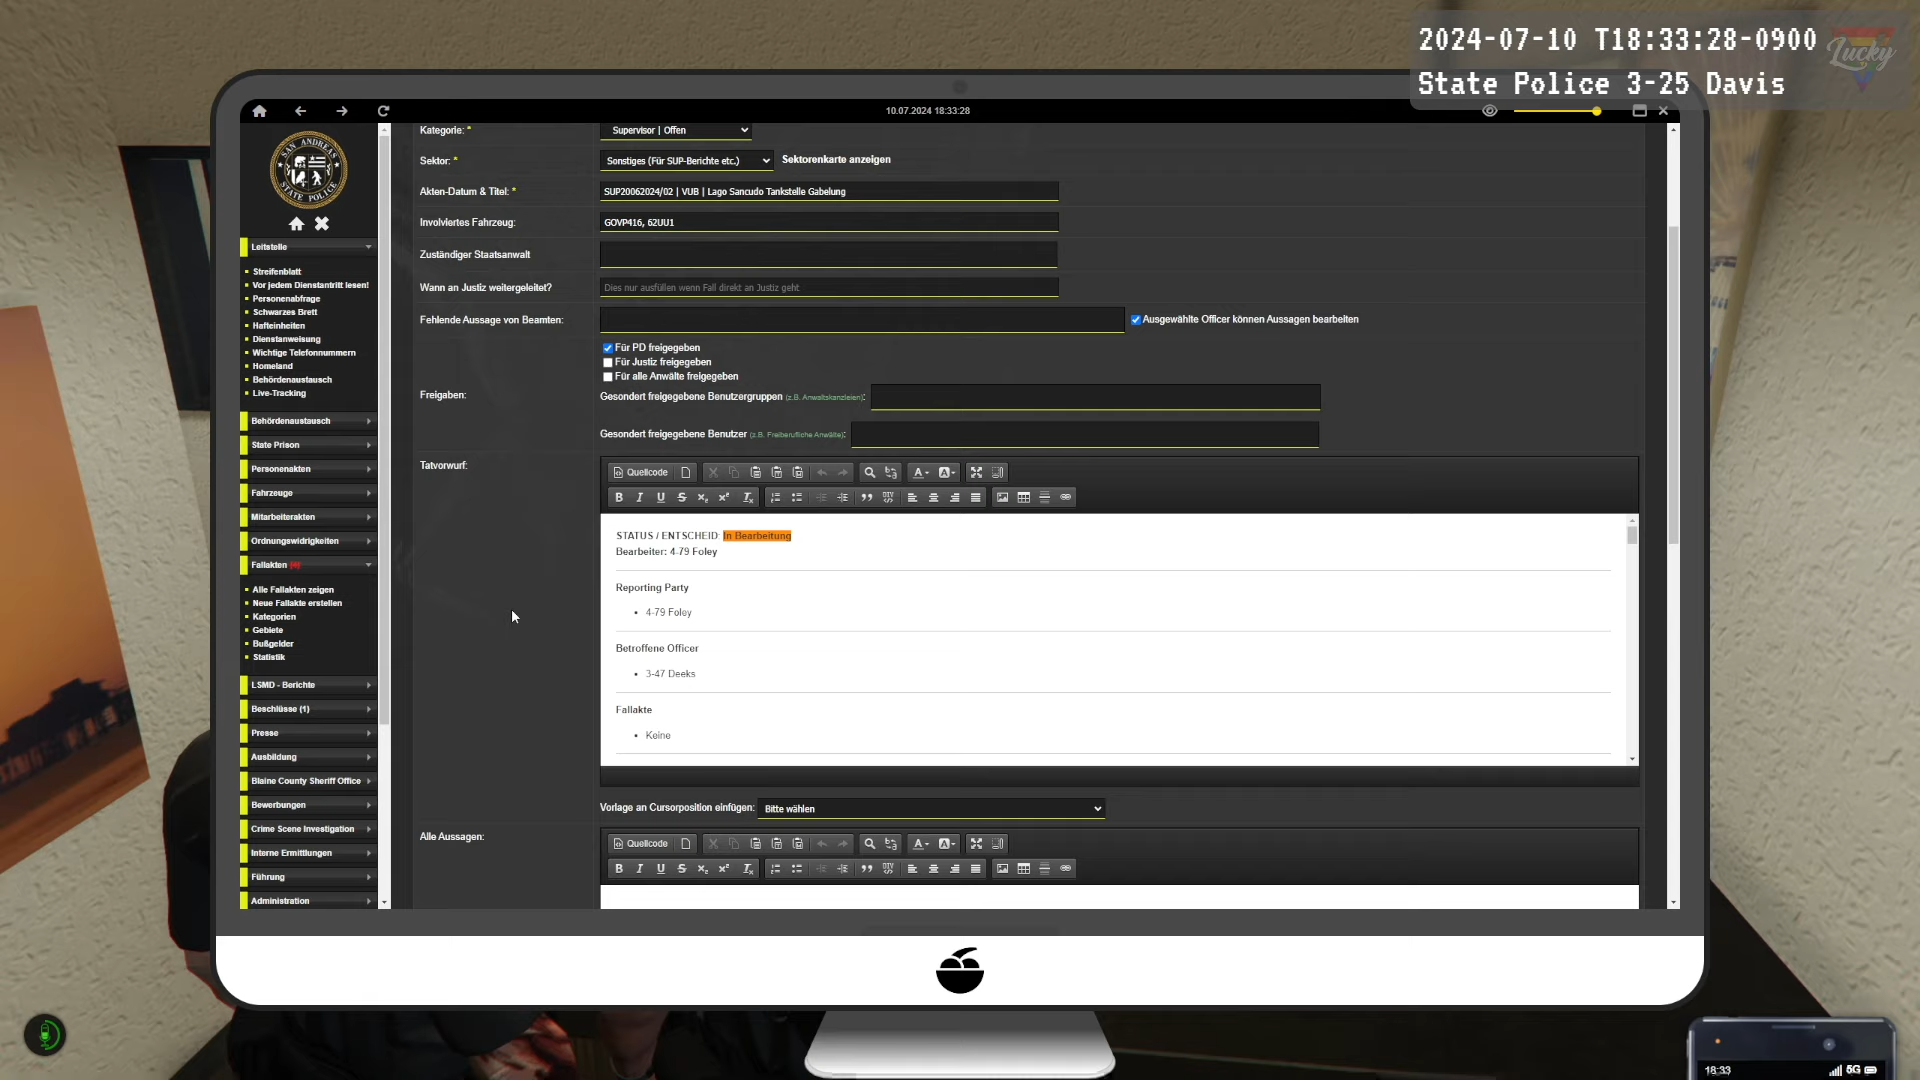 2024-07-10 T18:33:28-0900
State Police 3-25 Davis
Lucky
10.07.2024 18:33:28
SAN ANDREAS
STATE POLICE
Leitstelle
Streifenblatt
Vor jedem Dienstantritt lesen!
Personenabfrage
Schwarzes Brett
Hafteinheiten
Dienstanweisung
Wichtige Telefonnummern
Homeland
Behördenaustausch
Live-Tracking
Behördenaustausch
State Prison
Personenakten
Fahrzeuge
Mitarbeiterakten
Ordnungswidrigkeiten
Fallakten
Alle Fallakten zeigen
Neue Fallakte erstellen
Kategorien
Gebiete
Bußgelder
Statistik
LSMD - Berichte
Beschlüsse (1)
Presse
Ausbildung
Blaine County Sheriff Office
Bewerbungen
Crime Scene Investigation
Interne Ermittlungen
Führung
Administration
Kategorie: * Supervisor | Offen
Sektor: * Sonstiges (Für SUP-Berichte etc.) Sektorenkarte anzeigen
Akten-Datum & Titel: * SUP20062024/02 | VUB | Lago Sancudo Tankstelle Gabelung
Involviertes Fahrzeug: GOVP416, 62UU1
Zuständiger Staatsanwalt
Wann an Justiz weitergeleitet? Dies nur ausfüllen wenn Fall direkt an Justiz geht
Fehlende Aussage von Beamten: Ausgewählte Officer können Aussagen bearbeiten
Für PD freigegeben
Für Justiz freigegeben
Für alle Anwälte freigegeben
Freigaben: Gesondert freigegebene Benutzergruppen (z.B. Anwaltskanzleien):
Gesondert freigegebene Benutzer (z.B. Freiberufliche Anwälte):
Tatvorwurf:
Quellcode
STATUS / ENTSCHEID: In Bearbeitung
Bearbeiter: 4-79 Foley
Reporting Party
4-79 Foley
Betroffene Officer
3-47 Deeks
Fallakte
Keine
Vorlage an Cursorposition einfügen: Bitte wählen
Alle Aussagen:
Quellcode
18:33 5G